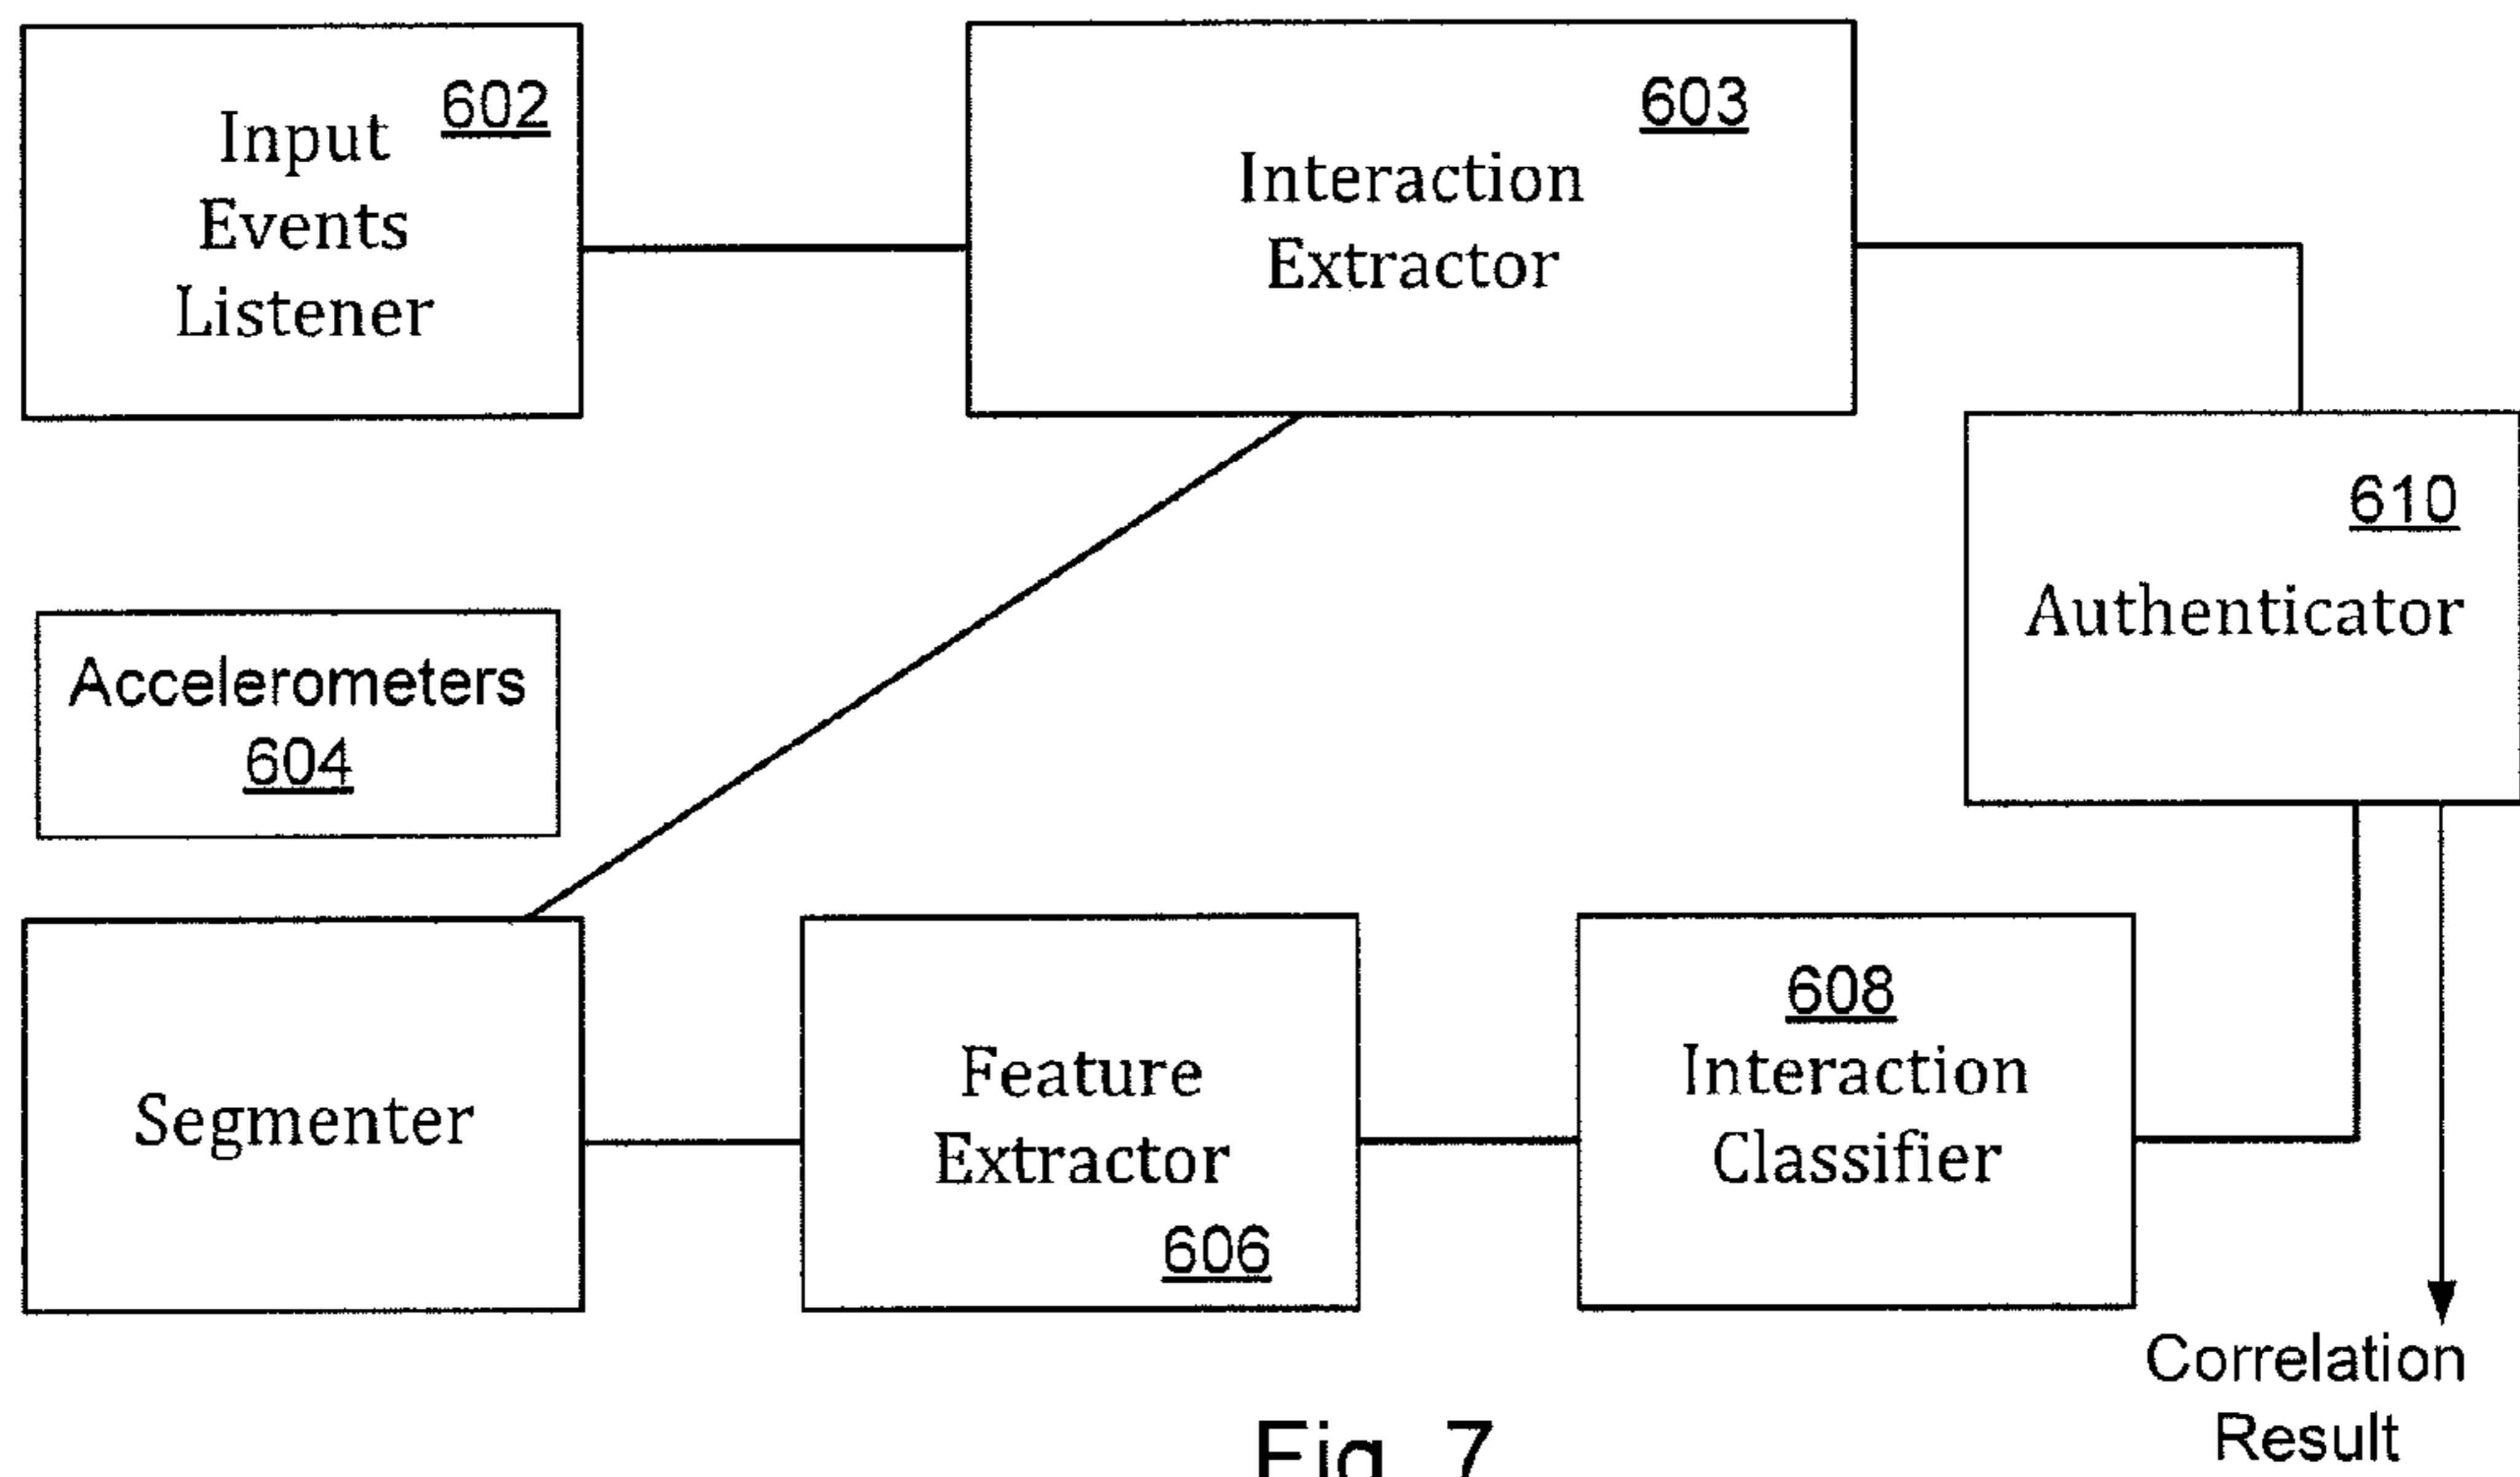 602
Input
Events
Listener
603
Interaction
Extractor
610
Authenticator
Accelerometers
604
Segmenter
Feature
Extractor
606
608
Interaction
Classifier
Correlation
Result
Fig. 7